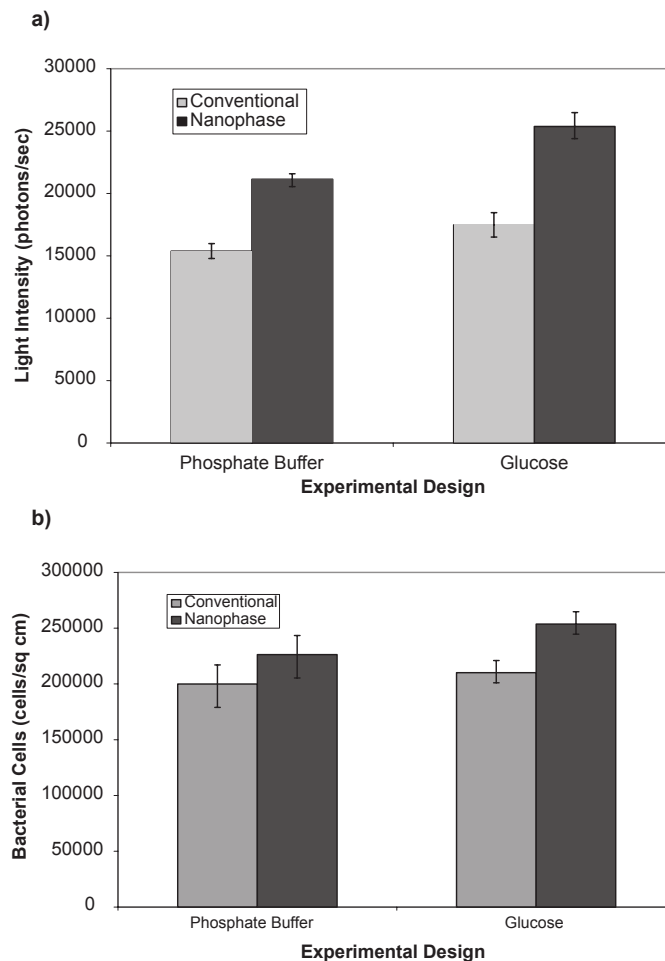 a)
30000
25000
20000
15000
10000
5000
0
Light Intensity (photons/sec)
Conventional
Nanophase
Phosphate Buffer
Glucose
Experimental Design
b)
300000
250000
200000
150000
100000
50000
0
Bacterial Cells (cells/sq cm)
Conventional
Nanophase
Phosphate Buffer
Glucose
Experimental Design